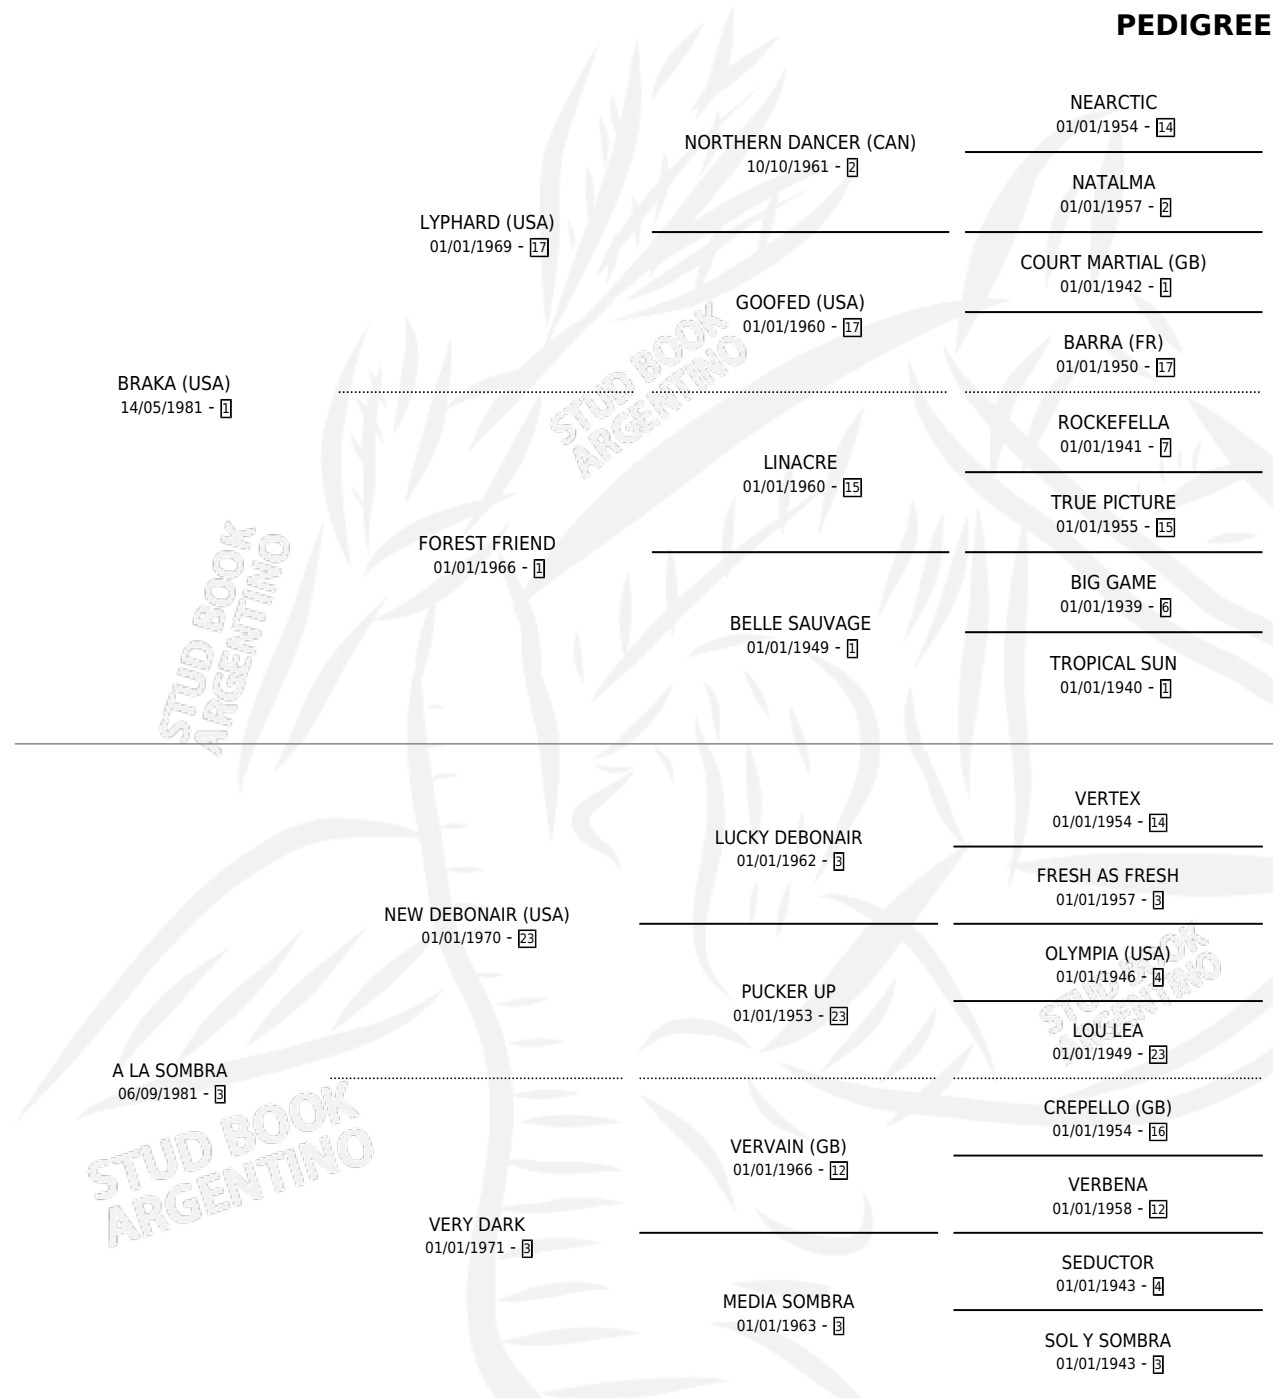 PEDIGREE
NEARCTIC
01/01/1954 - 14
NORTHERN DANCER (CAN)
10/10/1961 - 2
NATALMA
01/01/1957 - 2
LYPHARD (USA)
01/01/1969 - 17
COURT MARTIAL (GB)
01/01/1942 - 1
GOOFED (USA)
01/01/1960 - 17
BARRA (FR)
01/01/1950 - 17
BRAKA (USA)
14/05/1981 - 1
ROCKEFELLA
01/01/1941 - 7
LINACRE
01/01/1960 - 15
TRUE PICTURE
01/01/1955 - 15
FOREST FRIEND
01/01/1966 - 1
BIG GAME
01/01/1939 - 6
BELLE SAUVAGE
01/01/1949 - 1
TROPICAL SUN
01/01/1940 - 1
VERTEX
01/01/1954 - 14
LUCKY DEBONAIR
01/01/1962 - 3
FRESH AS FRESH
01/01/1957 - 3
NEW DEBONAIR (USA)
01/01/1970 - 23
OLYMPIA (USA)
01/01/1946 - 4
PUCKER UP
01/01/1953 - 23
LOU LEA
01/01/1949 - 23
A LA SOMBRA
06/09/1981 - 3
CREPELLO (GB)
01/01/1954 - 16
VERVAIN (GB)
01/01/1966 - 12
VERBENA
01/01/1958 - 12
VERY DARK
01/01/1971 - 3
SEDUCTOR
01/01/1943 - 4
MEDIA SOMBRA
01/01/1963 - 3
SOL Y SOMBRA
01/01/1943 - 3
STUD BOOK
ARGENTINO
STUD BOOK
ARGENTINO
STUD BOOK
ARGENTINO
STUD BOOK
ARGENTINO